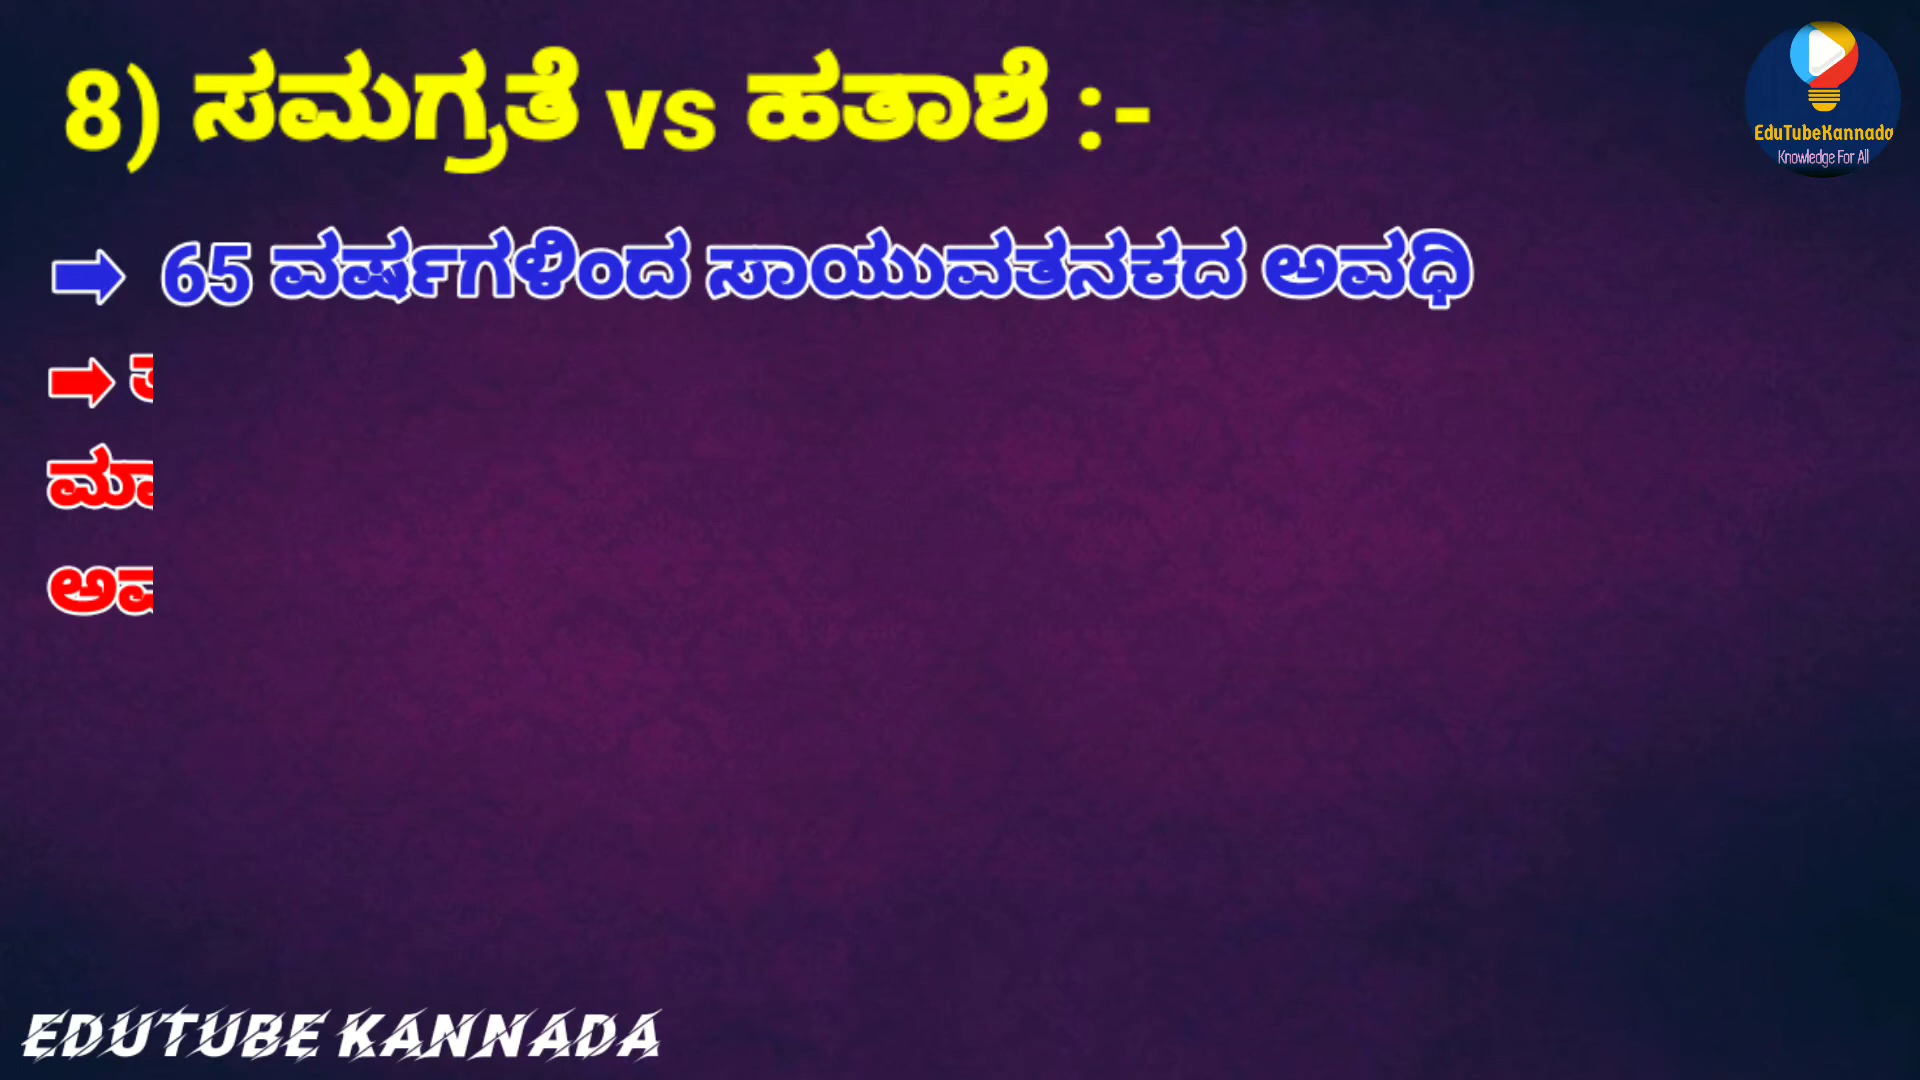 8) ಸಮಗ್ರತೆ vs ಹತಾಶೆ :-
EduTubeKannada
Knowledge For All
➡ 65 ವರ್ಷಗಳಿಂದ ಸಾಯುವತನಕದ ಅವಧಿ
➡
EDUTUBE KANNADA